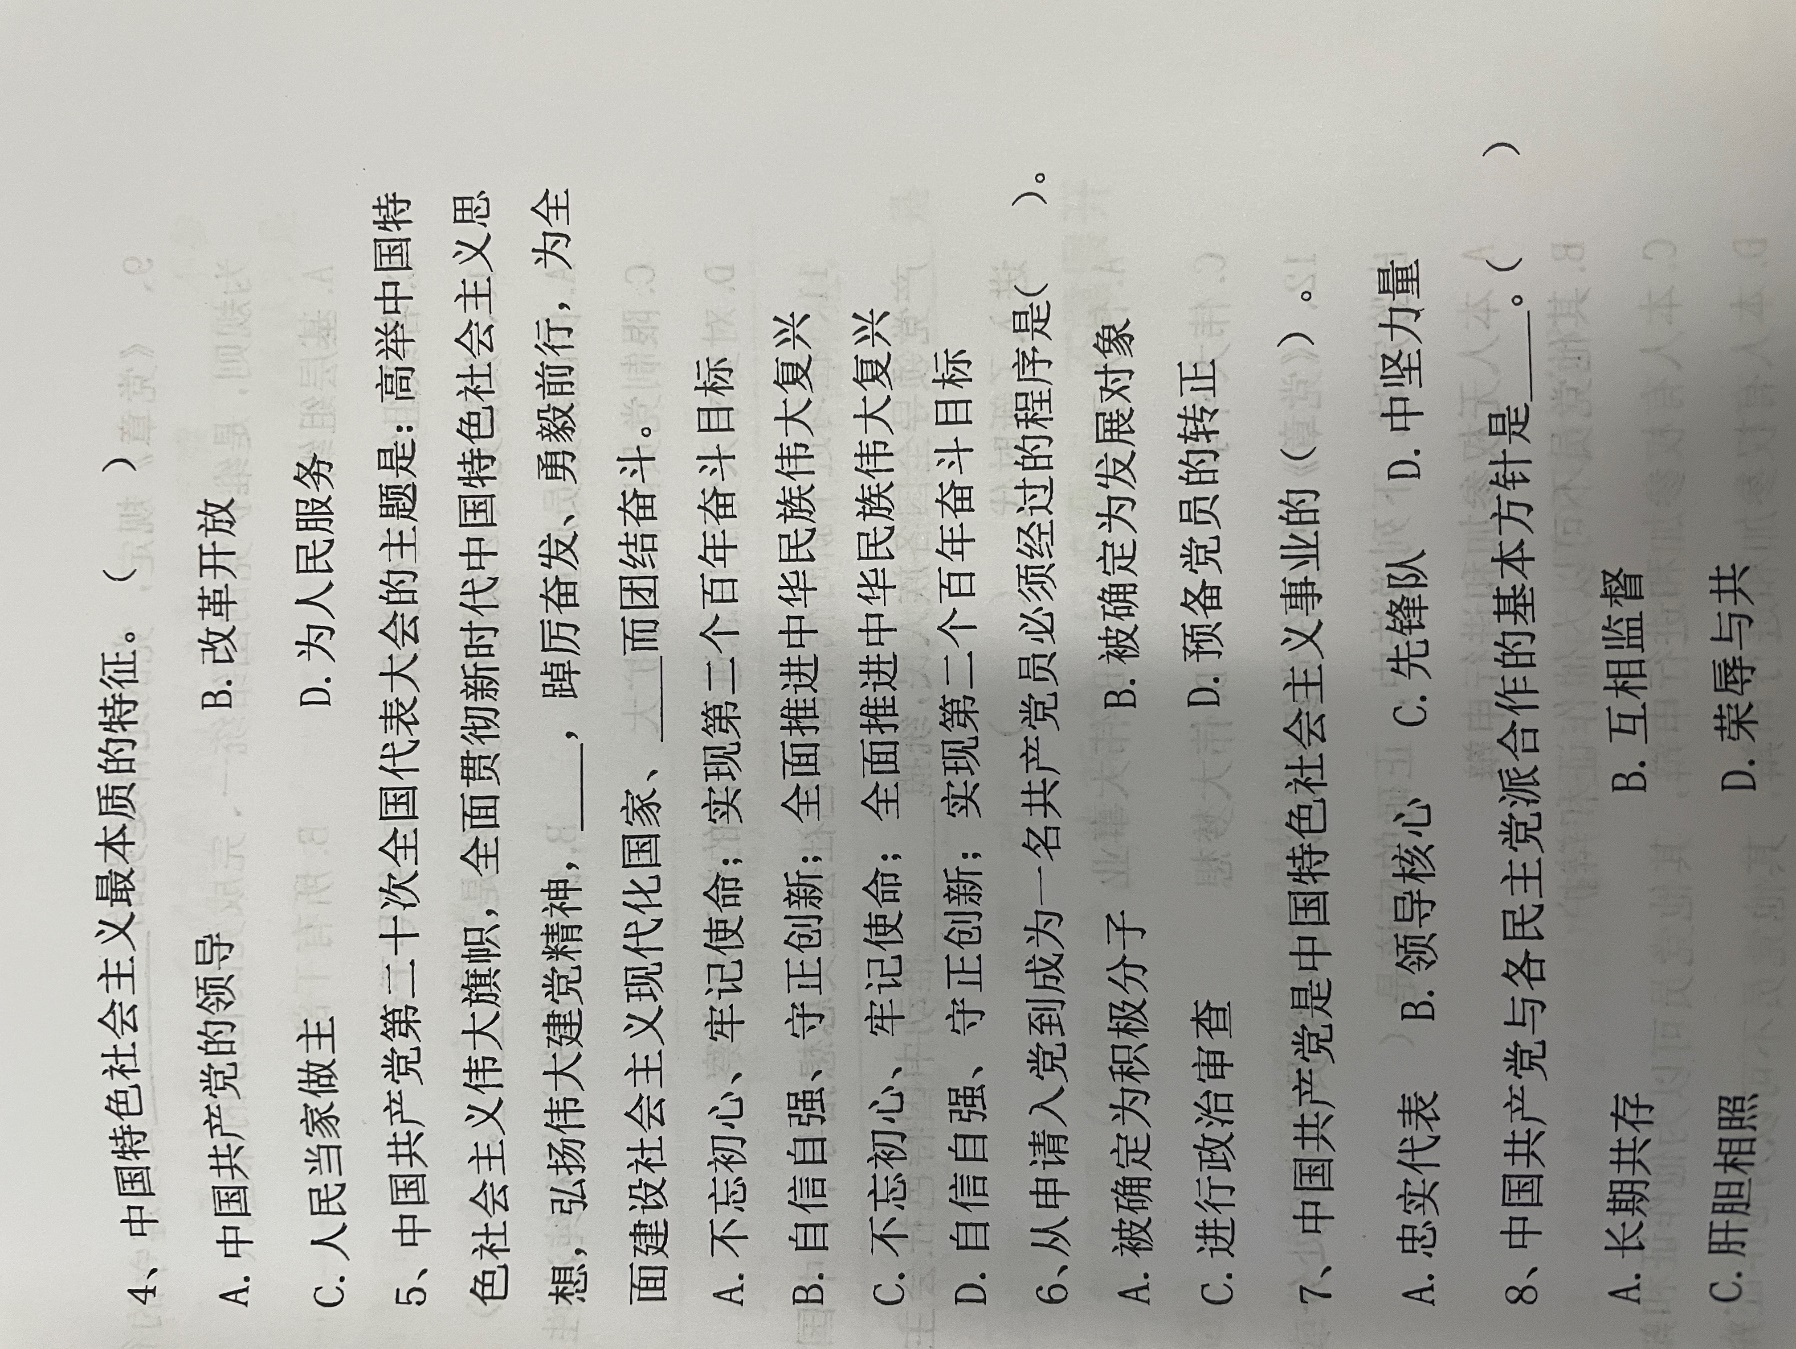 4、中国特色社会主义最本质的特征。（ ）
A. 中国共产党的领导 B. 改革开放
C. 人民当家做主 D. 为人民服务
5、中国共产党第二十次全国代表大会的主题是：高举中国特
色社会主义伟大旗帜，全面贯彻新时代中国特色社会主义思
想，弘扬伟大建党精神，____，踔厉奋发、勇毅前行，为全
面建设社会主义现代化国家、____而团结奋斗。
A. 不忘初心、牢记使命；实现第二个百年奋斗目标
B. 自信自强、守正创新；全面推进中华民族伟大复兴
C. 不忘初心、牢记使命；全面推进中华民族伟大复兴
D. 自信自强、守正创新；实现第二个百年奋斗目标
6、从申请入党到成为一名共产党员必须经过的程序是( )。
A. 被确定为积极分子 B. 被确定为发展对象
C. 进行政治审查 D. 预备党员的转正
7、中国共产党是中国特色社会主义事业的（ ）。
A. 忠实代表 B. 领导核心 C. 先锋队 D. 中坚力量
8、中国共产党与各民主党派合作的基本方针是____。（ ）
A. 长期共存 B. 互相监督
C. 肝胆相照 D. 荣辱与共